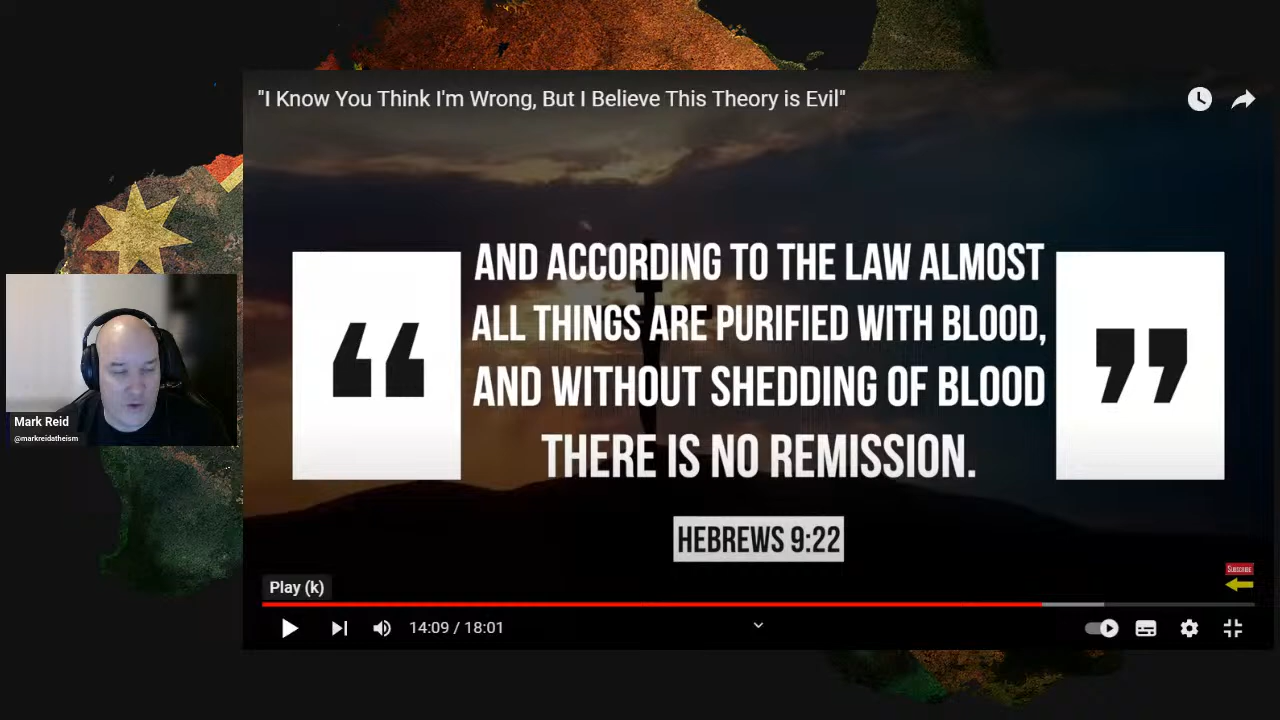 "I Know You Think I'm Wrong, But I Believe This Theory is Evil"
“
AND ACCORDING TO THE LAW ALMOST
ALL THINGS ARE PURIFIED WITH BLOOD,
AND WITHOUT SHEDDING OF BLOOD
THERE IS NO REMISSION.
”
HEBREWS 9:22
Mark Reid
@markreidatheism
SUBSCRIBE
Play (k)
14:09 / 18:01